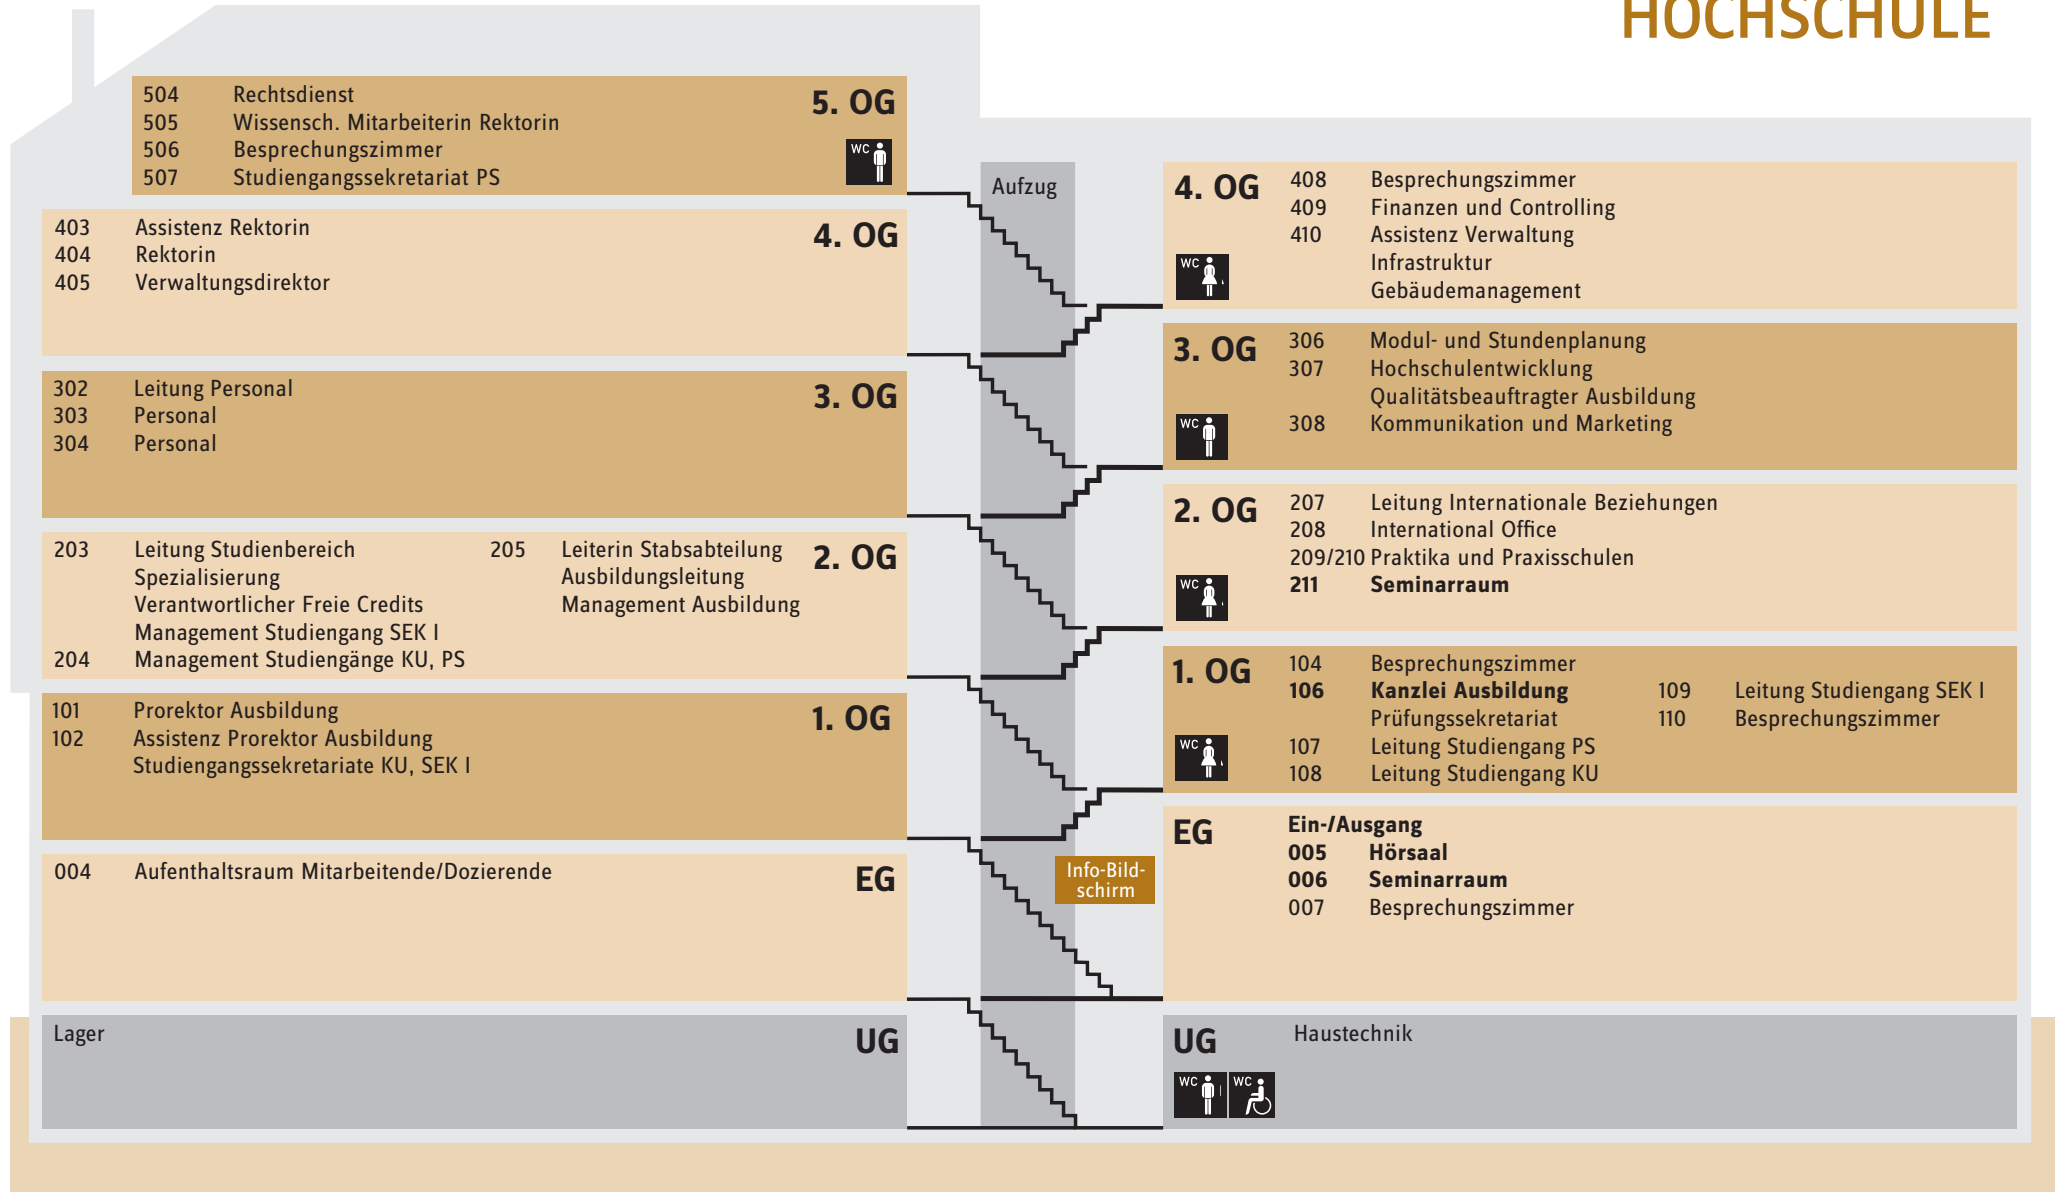 HOCHSCHULE
504 Rechtsdienst
505 Wissensch. Mitarbeiterin Rektorin
506 Besprechungszimmer
507 Studiengangssekretariat PS
5. OG
WC
403 Assistenz Rektorin
404 Rektorin
405 Verwaltungsdirektor
4. OG
302 Leitung Personal
303 Personal
304 Personal
3. OG
203 Leitung Studienbereich
Spezialisierung
Verantwortlicher Freie Credits
Management Studiengang SEK I
204 Management Studiengänge KU, PS
205 Leiterin Stabsabteilung
Ausbildungsleitung
Management Ausbildung
2. OG
101 Prorektor Ausbildung
102 Assistenz Prorektor Ausbildung
Studiengangssekretariate KU, SEK I
1. OG
004 Aufenthaltsraum Mitarbeitende/Dozierende
EG
Lager
UG
Aufzug
Info-Bild-
schirm
4. OG
WC
408 Besprechungszimmer
409 Finanzen und Controlling
410 Assistenz Verwaltung
Infrastruktur
Gebäudemanagement
3. OG
WC
306 Modul- und Stundenplanung
307 Hochschulentwicklung
Qualitätsbeauftragter Ausbildung
308 Kommunikation und Marketing
2. OG
WC
207 Leitung Internationale Beziehungen
208 International Office
209/210 Praktika und Praxisschulen
211 Seminarraum
1. OG
WC
104 Besprechungszimmer
106 Kanzlei Ausbildung
Prüfungssekretariat
107 Leitung Studiengang PS
108 Leitung Studiengang KU
109 Leitung Studiengang SEK I
110 Besprechungszimmer
EG
Ein-/Ausgang
005 Hörsaal
006 Seminarraum
007 Besprechungszimmer
UG
Haustechnik
WC
WC